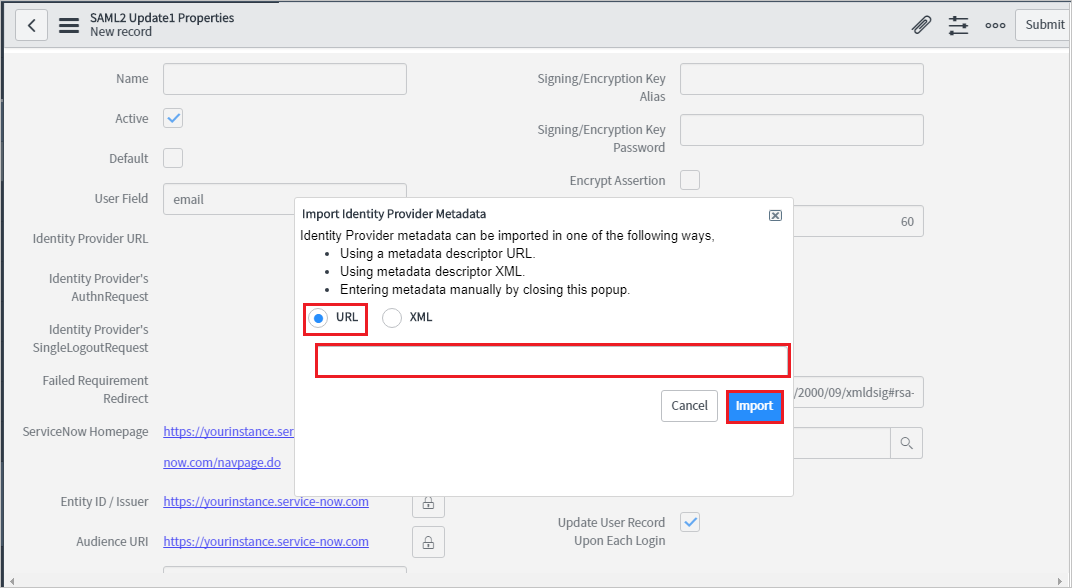 SAML2 Update1 Properties
New record
Submit
Name
Signing/Encryption Key
Alias
Active
Signing/Encryption Key
Password
Default
Encrypt Assertion
User Field
email
60
Identity Provider URL
Identity Provider's
AuthnRequest
Identity Provider's
SingleLogoutRequest
Failed Requirement
Redirect
/2000/09/xmldsig#rsa-
ServiceNow Homepage
https://yourinstance.ser
now.com/navpage.do
Entity ID / Issuer
https://yourinstance.service-now.com
Update User Record
Upon Each Login
Audience URI
https://yourinstance.service-now.com
Import Identity Provider Metadata
Identity Provider metadata can be imported in one of the following ways,
• Using a metadata descriptor URL.
• Using metadata descriptor XML.
• Entering metadata manually by closing this popup.
URL
XML
Cancel
Import